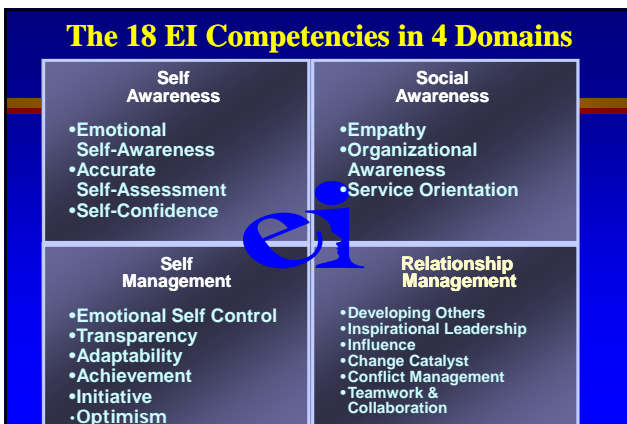 The 18 EI Competencies in 4 Domains
Self
Awareness
•Emotional
Self-Awareness
•Accurate
Self-Assessment
•Self-Confidence
Social
Awareness
•Empathy
•Organizational
Awareness
•Service Orientation
ei
Self
Management
•Emotional Self Control
•Transparency
•Adaptability
•Achievement
•Initiative
•Optimism
Relationship
Management
•Developing Others
•Inspirational Leadership
•Influence
•Change Catalyst
•Conflict Management
•Teamwork &
Collaboration